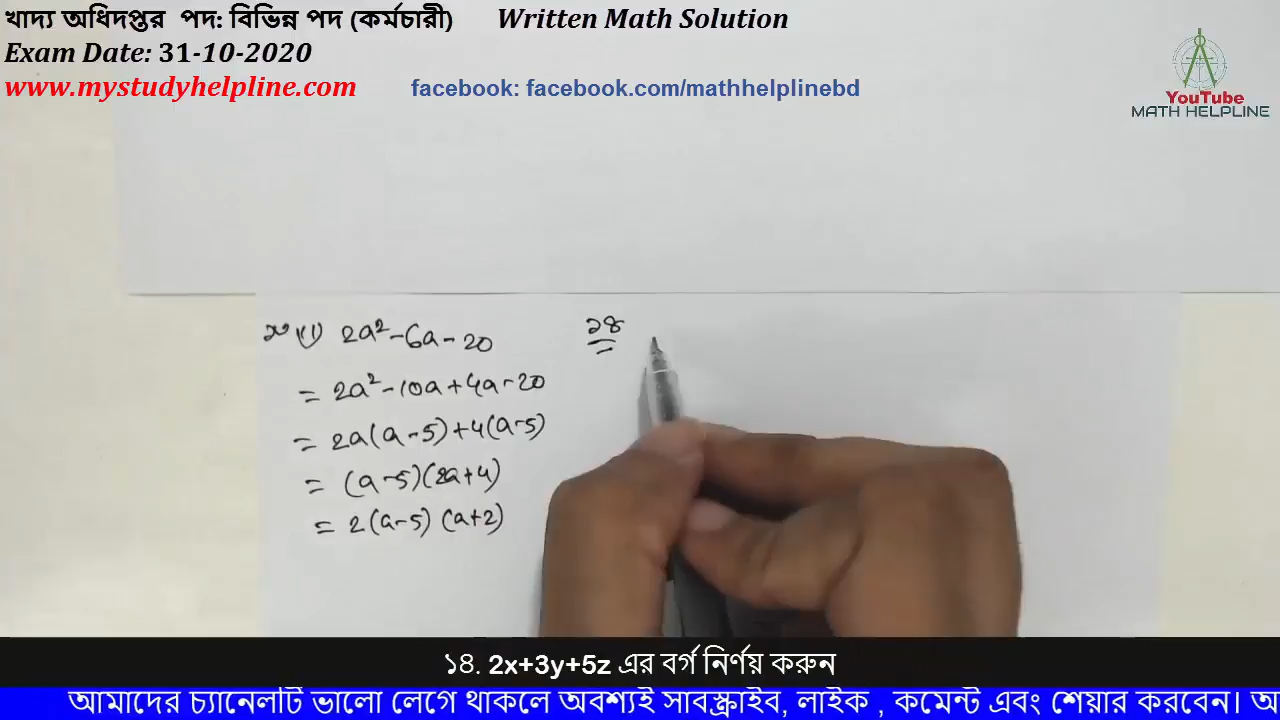 খাদ্য অধিদপ্তর পদ: বিভিন্ন পদ (কর্মচারী) Written Math Solution
Exam Date: 31-10-2020
www.mystudyhelpline.com facebook: facebook.com/mathhelplinebd
YouTube
MATH HELPLINE
(i) 2a²-6a-20
= 2a²-10a+4a-20
= 2a(a-5)+4(a-5)
= (a-5)(2a+4)
= 2(a-5)(a+2)
১৪
১৪. 2x+3y+5z এর বর্গ নির্ণয় করুন
আমাদের চ্যানেলটি ভালো লেগে থাকলে অবশ্যই সাবস্ক্রাইব, লাইক , কমেন্ট এবং শেয়ার করবেন। আ